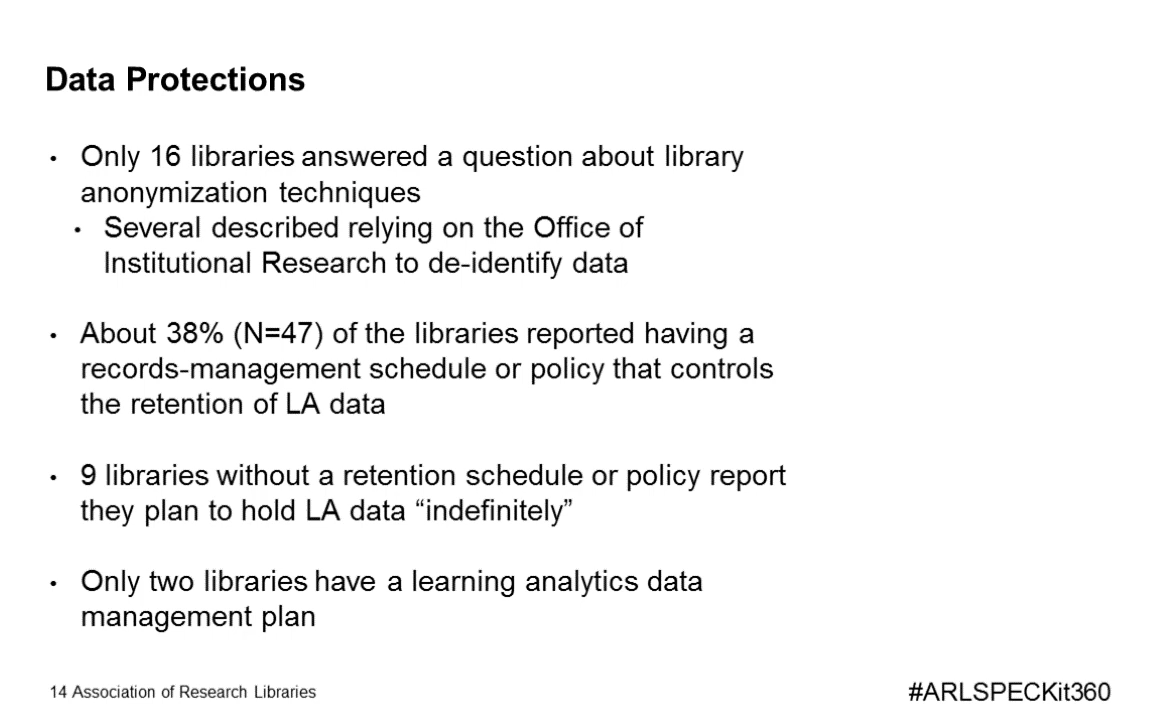 Data Protections
• Only 16 libraries answered a question about library
anonymization techniques
• Several described relying on the Office of
Institutional Research to de-identify data
• About 38% (N=47) of the libraries reported having a
records-management schedule or policy that controls
the retention of LA data
• 9 libraries without a retention schedule or policy report
they plan to hold LA data “indefinitely”
• Only two libraries have a learning analytics data
management plan
14 Association of Research Libraries
#ARLSPECKit360